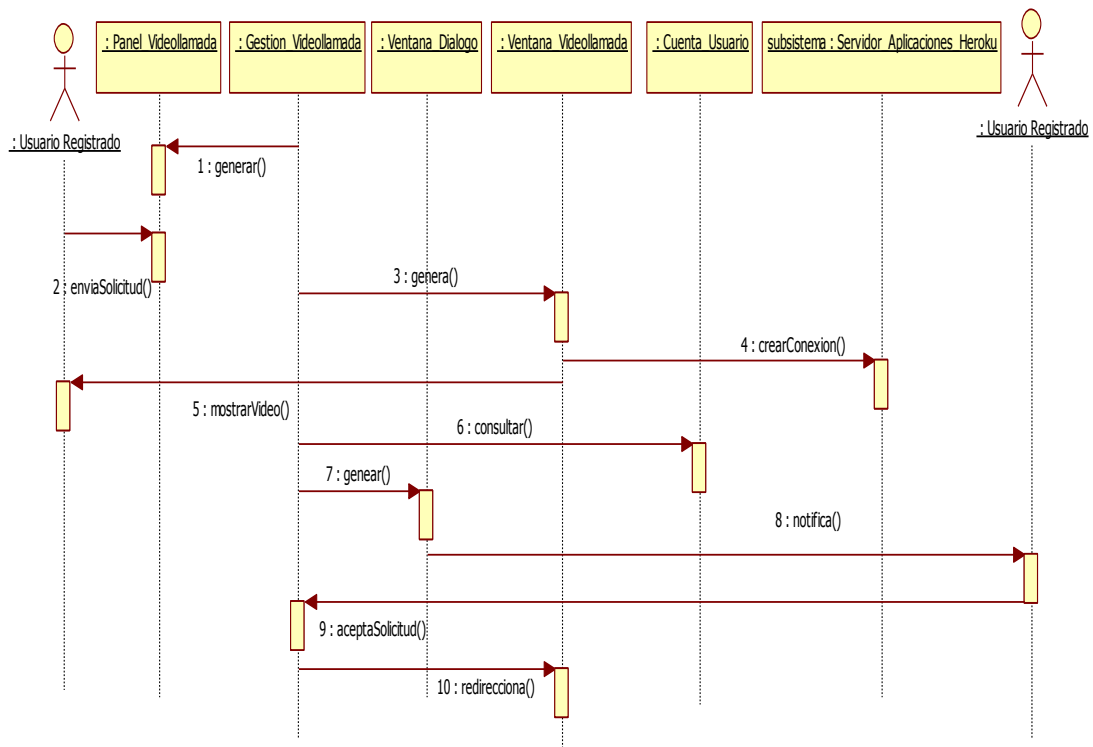 : Panel_Videollamada
: Gestion_Videollamada
: Ventana_Dialogo
: Ventana_Videollamada
: Cuenta_Usuario
subsistema : Servidor_Aplicaciones_Heroku
: Usuario Registrado
: Usuario Registrado
1 : generar()
2 : enviaSolicitud()
3 : genera()
4 : crearConexion()
5 : mostrarVideo()
6 : consultar()
7 : genear()
8 : notifica()
9 : aceptaSolicitud()
10 : redirecciona()